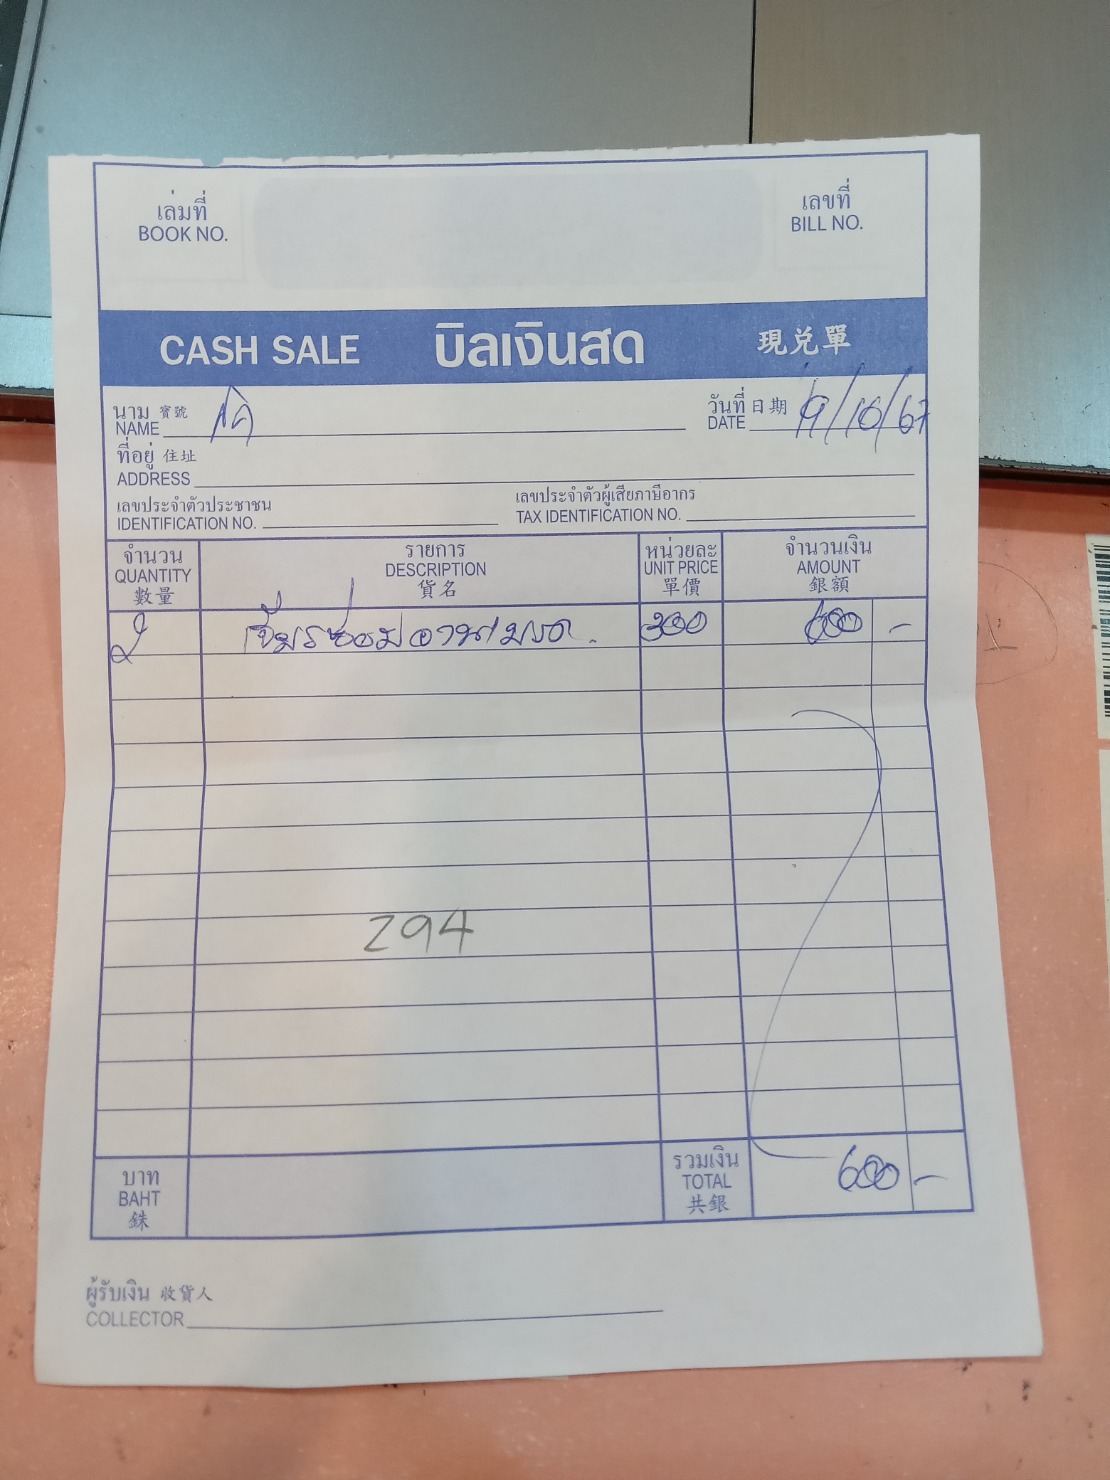 เล่มที่
BOOK NO.
เลขที่
BILL NO.
CASH SALE บิลเงินสด 現兌單
นาม 寳號
NAME
วันที่ 日期
DATE 9/10/67
ที่อยู่ 住址
ADDRESS
เลขประจำตัวประชาชน
IDENTIFICATION NO.
เลขประจำตัวผู้เสียภาษีอากร
TAX IDENTIFICATION NO.
จำนวน
QUANTITY
數量
รายการ
DESCRIPTION
貨名
หน่วยละ
UNIT PRICE
單價
จำนวนเงิน
AMOUNT
銀額
2 300 600 -
294
บาท
BAHT
銖
รวมเงิน
TOTAL
共銀
600 -
ผู้รับเงิน 收貨人
COLLECTOR